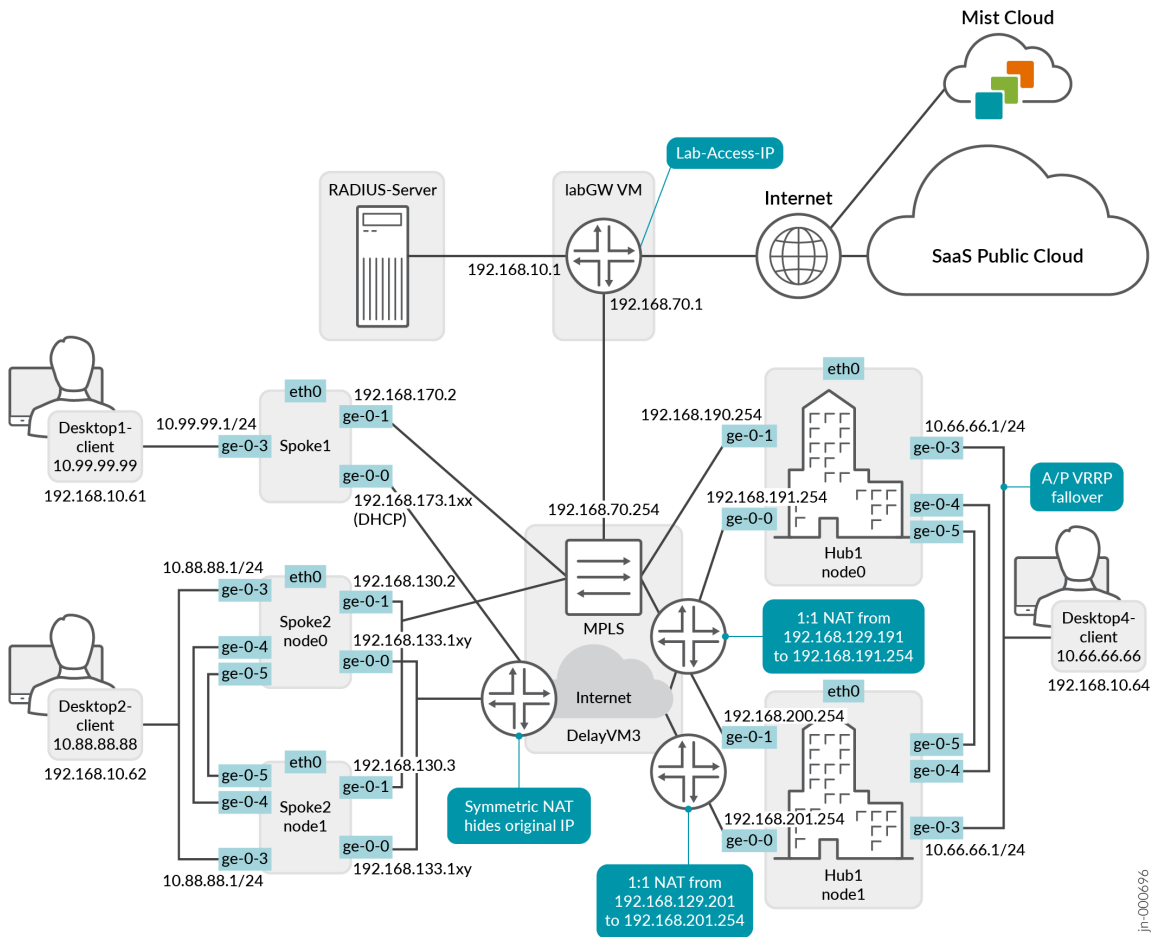 Mist Cloud
Lab-Access-IP
RADIUS-Server
labGW VM
Internet
SaaS Public Cloud
192.168.10.1
192.168.70.1
eth0
192.168.170.2
ge-0-1
10.99.99.1/24
ge-0-3
Spoke1
Desktop1-
client
10.99.99.99
192.168.10.61
ge-0-0
192.168.173.1xx
(DHCP)
192.168.70.254
MPLS
Internet
DelayVM3
eth0
192.168.190.254
ge-0-1
192.168.191.254
ge-0-0
10.66.66.1/24
ge-0-3
ge-0-4
ge-0-5
Hub1
node0
A/P VRRP
fallover
Desktop4-
client
10.66.66.66
192.168.10.64
10.88.88.1/24
ge-0-3
eth0
192.168.130.2
ge-0-1
Spoke2
node0
192.168.133.1xy
ge-0-4
ge-0-5
ge-0-0
Desktop2-
client
10.88.88.88
192.168.10.62
1:1 NAT from
192.168.129.191
to 192.168.191.254
eth0
192.168.200.254
ge-0-1
192.168.201.254
ge-0-0
ge-0-5
ge-0-4
ge-0-3
10.66.66.1/24
Hub1
node1
eth0
192.168.130.3
ge-0-5
ge-0-1
ge-0-4
Spoke2
node1
ge-0-0
ge-0-3
192.168.133.1xy
10.88.88.1/24
Symmetric NAT
hides original IP
1:1 NAT from
192.168.129.201
to 192.168.201.254
jn-000696